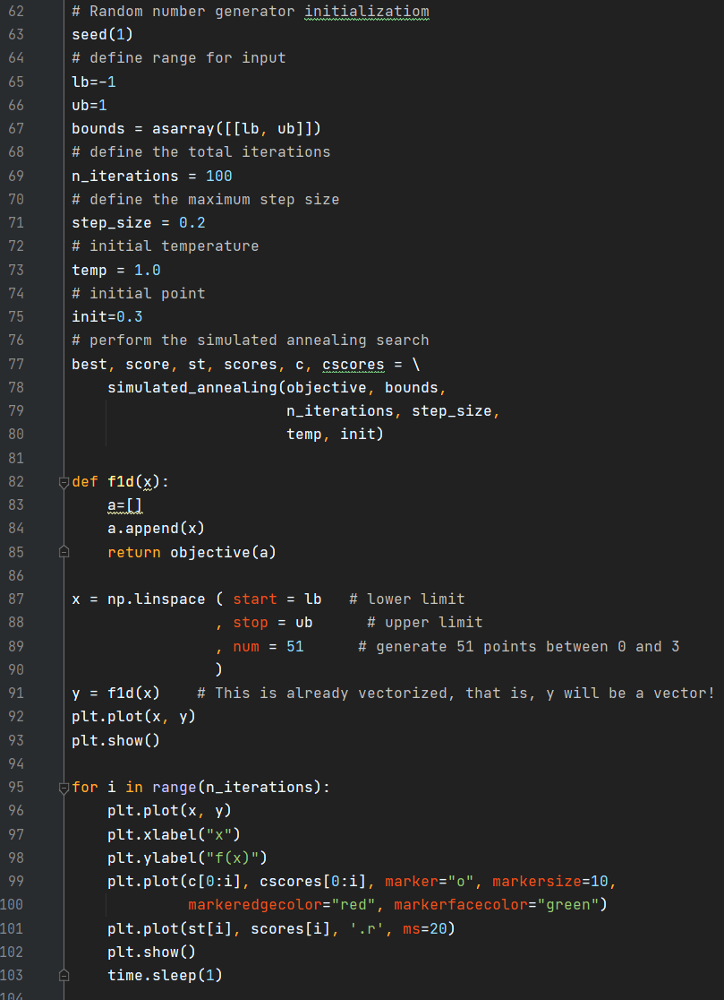 62 # Random number generator initializatiom
63 seed(1)
64 # define range for input
65 lb=-1
66 ub=1
67 bounds = asarray([[lb, ub]])
68 # define the total iterations
69 n_iterations = 100
70 # define the maximum step size
71 step_size = 0.2
72 # initial temperature
73 temp = 1.0
74 # initial point
75 init=0.3
76 # perform the simulated annealing search
77 best, score, st, scores, c, cscores = \
78     simulated_annealing(objective, bounds,
79                         n_iterations, step_size,
80                         temp, init)
81
82 def f1d(x):
83     a=[]
84     a.append(x)
85     return objective(a)
86
87 x = np.linspace ( start = lb   # lower limit
88                 , stop = ub      # upper limit
89                 , num = 51      # generate 51 points between 0 and 3
90                 )
91 y = f1d(x)    # This is already vectorized, that is, y will be a vector!
92 plt.plot(x, y)
93 plt.show()
94
95 for i in range(n_iterations):
96     plt.plot(x, y)
97     plt.xlabel("x")
98     plt.ylabel("f(x)")
99     plt.plot(c[0:i], cscores[0:i], marker="o", markersize=10,
100              markeredgecolor="red", markerfacecolor="green")
101     plt.plot(st[i], scores[i], '.r', ms=20)
102     plt.show()
103     time.sleep(1)
104